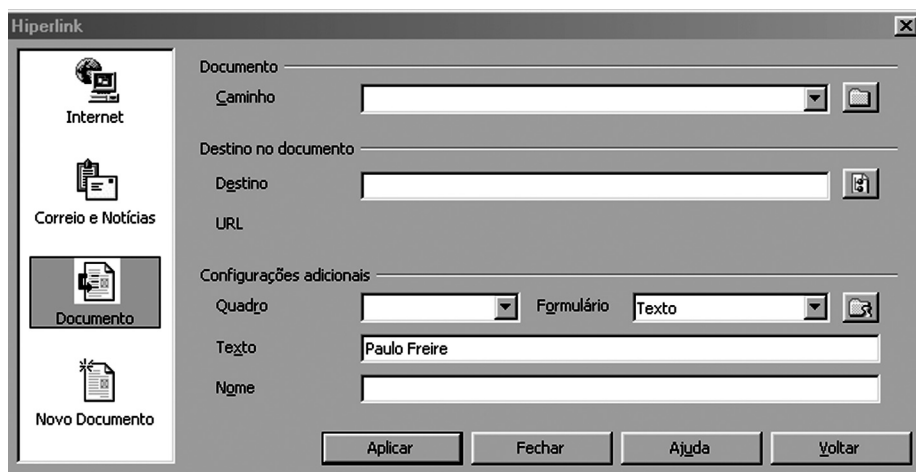 Hiperlink
Internet
Correio e Notícias
Documento
Novo Documento
Documento
Caminho
Destino no documento
Destino
URL
Configurações adicionais
Quadro
Formulário
Texto
Texto
Paulo Freire
Nome
Aplicar
Fechar
Ajuda
Voltar